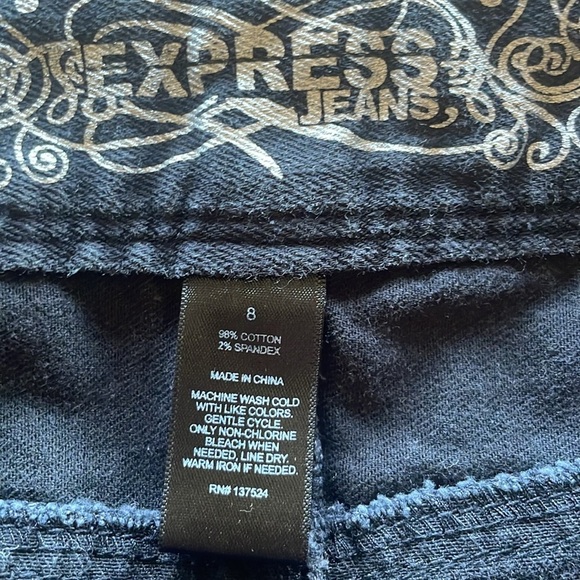 EXPRESS
JEANS
8
98% COTTON
2% SPANDEX
MADE IN CHINA
MACHINE WASH COLD
WITH LIKE COLORS.
GENTLE CYCLE.
ONLY NON-CHLORINE
BLEACH WHEN
NEEDED, LINE DRY.
WARM IRON IF NEEDED.
RN# 137524